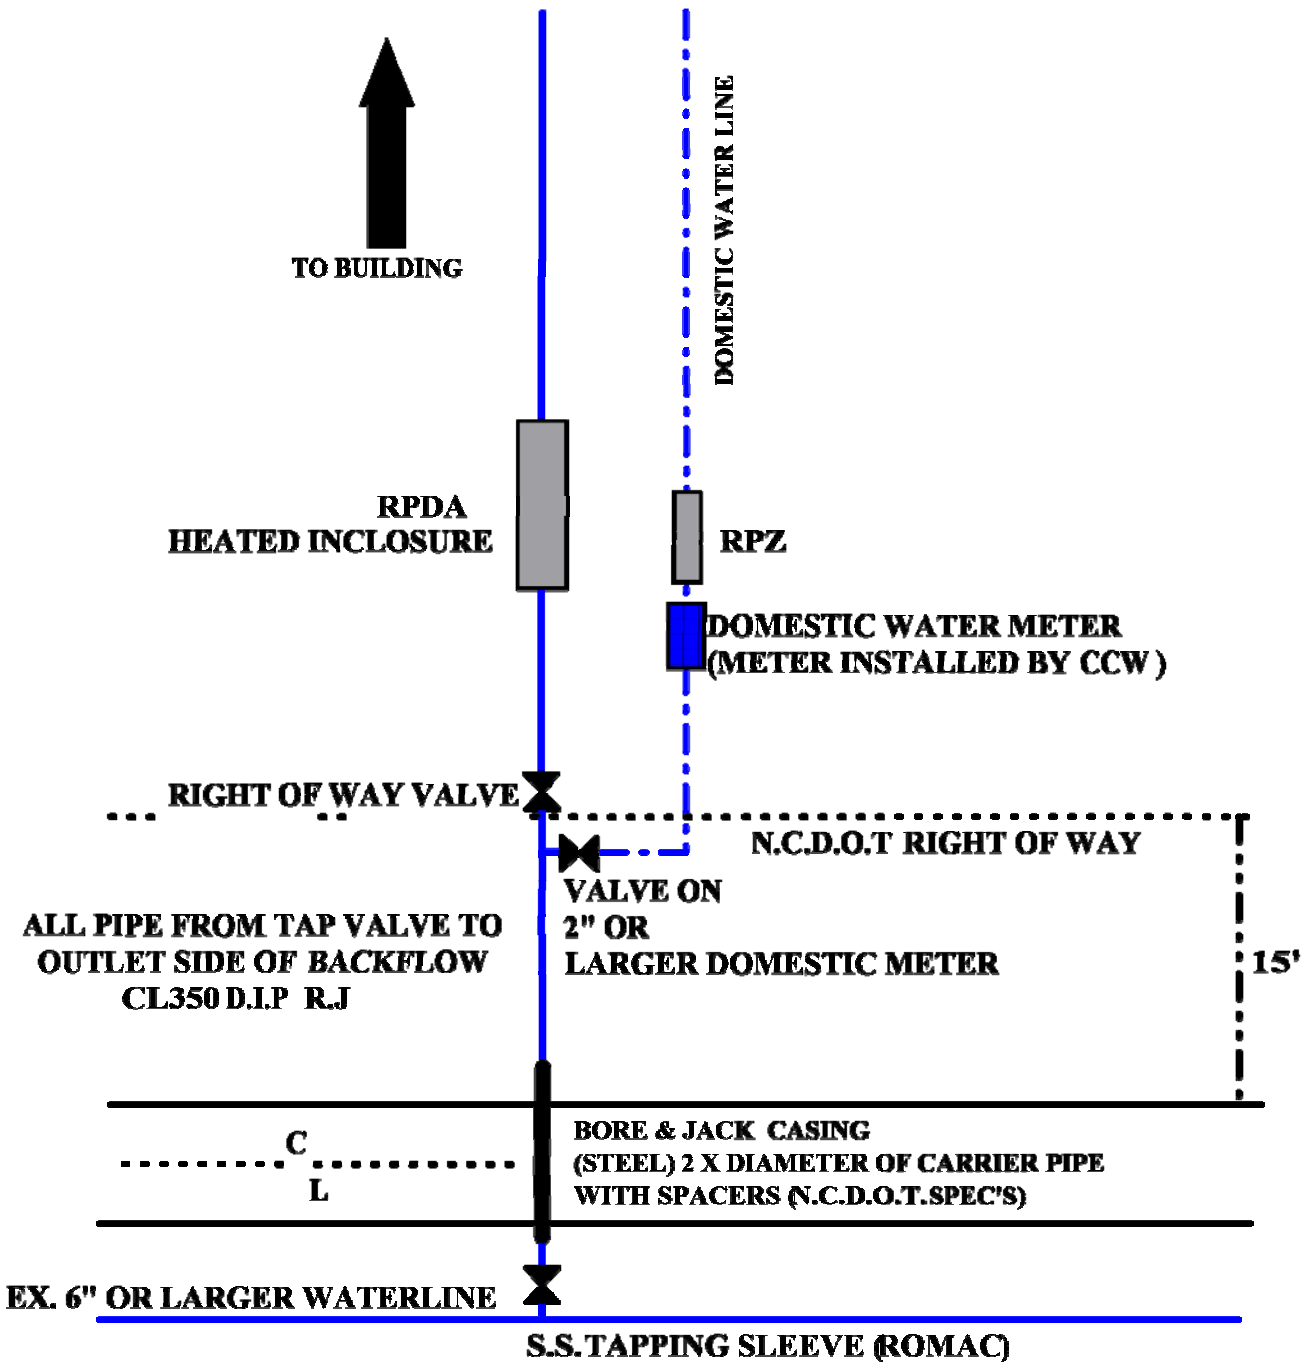 DOMESTIC WATER LINE
TO BUILDING
RPDA
HEATED INCLOSURE
RPZ
DOMESTIC WATER METER
(METER INSTALLED BY CCW )
RIGHT OF WAY VALVE
N.C.D.O.T RIGHT OF WAY
VALVE ON
2" OR
LARGER DOMESTIC METER
ALL PIPE FROM TAP VALVE TO
OUTLET SIDE OF BACKFLOW
CL350 D.I.P R.J
15'
C
L
BORE & JACK CASING
(STEEL) 2 X DIAMETER OF CARRIER PIPE
WITH SPACERS (N.C.D.O.T.SPEC'S)
EX. 6" OR LARGER WATERLINE
S.S.TAPPING SLEEVE (ROMAC)